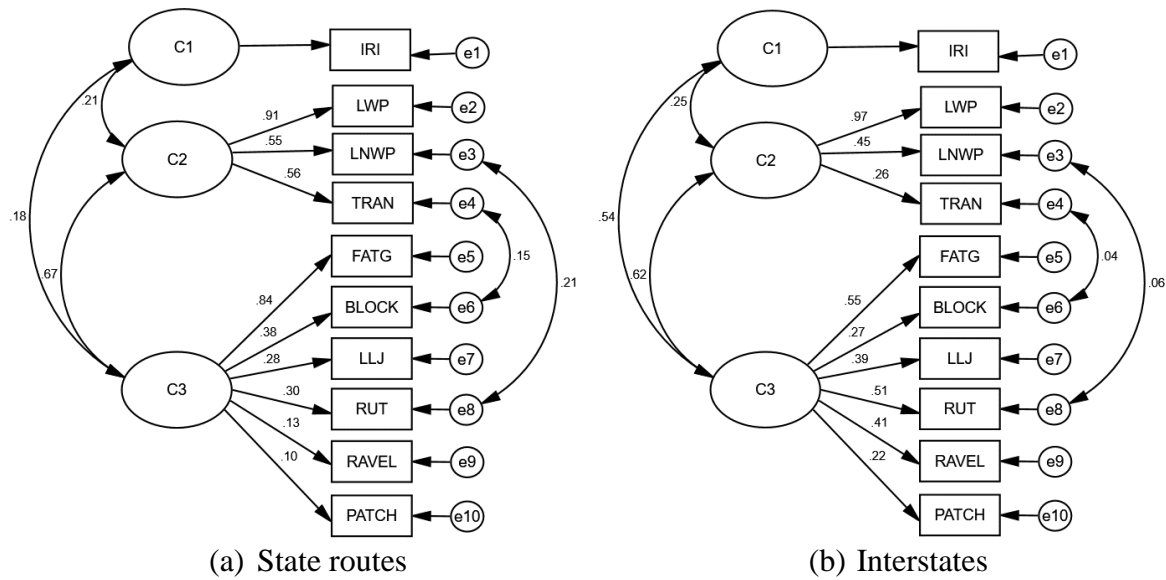 C1
IRI
e1
.21
.91
LWP
e2
.55
C2
LNWP
e3
.56
TRAN
e4
.18
FATG
e5
.15
.67
.21
.84
BLOCK
e6
.38
LLJ
e7
.28
C3
.30
RUT
e8
.13
RAVEL
e9
.10
PATCH
e10
(a) State routes
C1
IRI
e1
.25
.97
LWP
e2
.45
C2
LNWP
e3
.26
TRAN
e4
.54
FATG
e5
.04
.62
.06
.55
BLOCK
e6
.27
LLJ
e7
.39
C3
.51
RUT
e8
.41
RAVEL
e9
.22
PATCH
e10
(b) Interstates